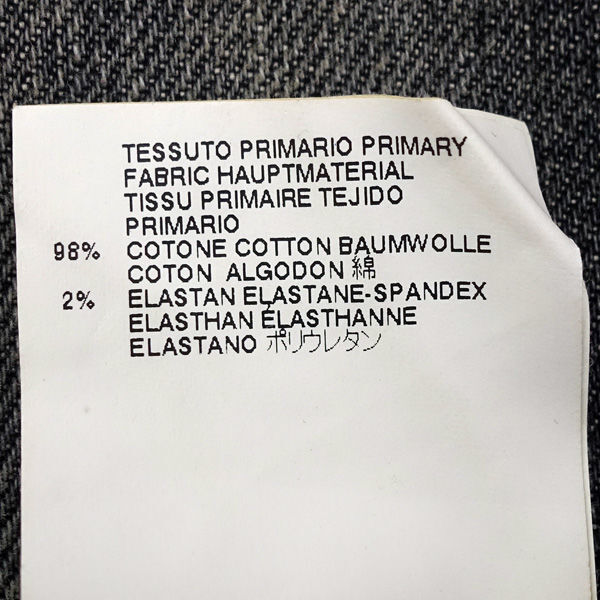 TESSUTO PRIMARIO PRIMARY
FABRIC HAUPTMATERIAL
TISSU PRIMAIRE TEJIDO
PRIMARIO
98% COTONE COTTON BAUMWOLLE
COTON ALGODON 綿
2% ELASTAN ELASTANE-SPANDEX
ELASTHAN ÉLASTHANNE
ELASTANO ポリウレタン